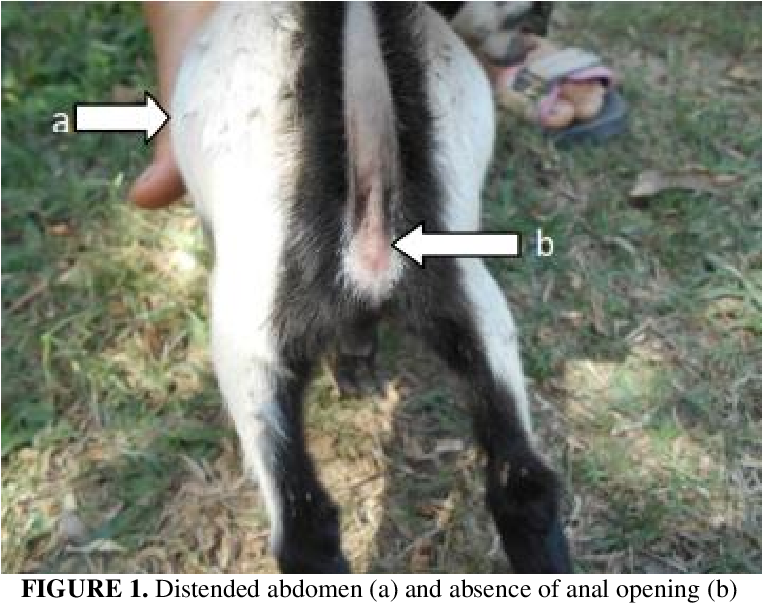 a
b
FIGURE 1. Distended abdomen (a) and absence of anal opening (b)